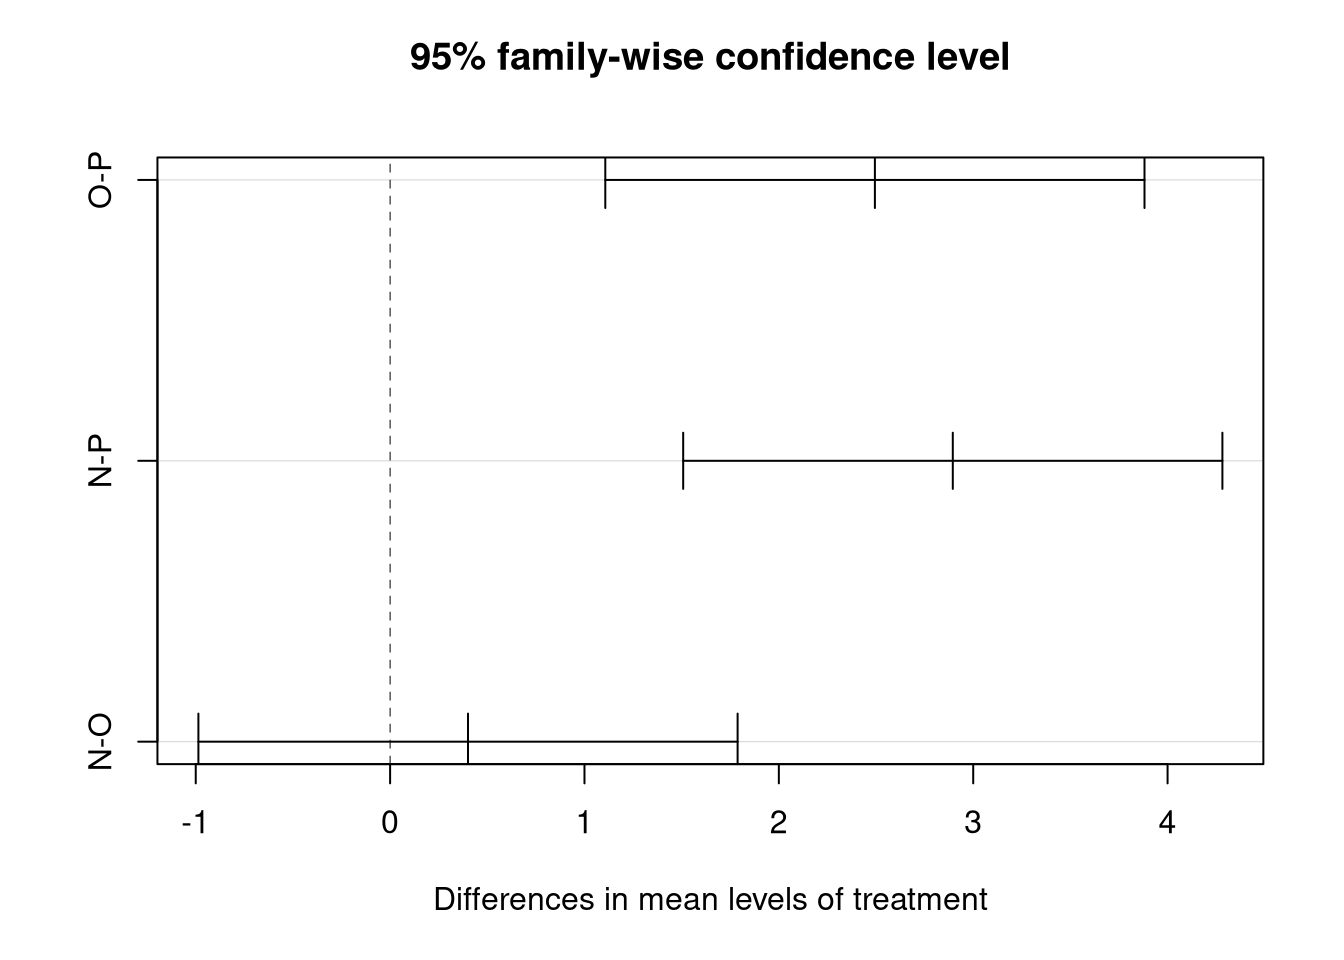 95% family-wise confidence level
O-P
N-P
N-O
-1 0 1 2 3 4
Differences in mean levels of treatment